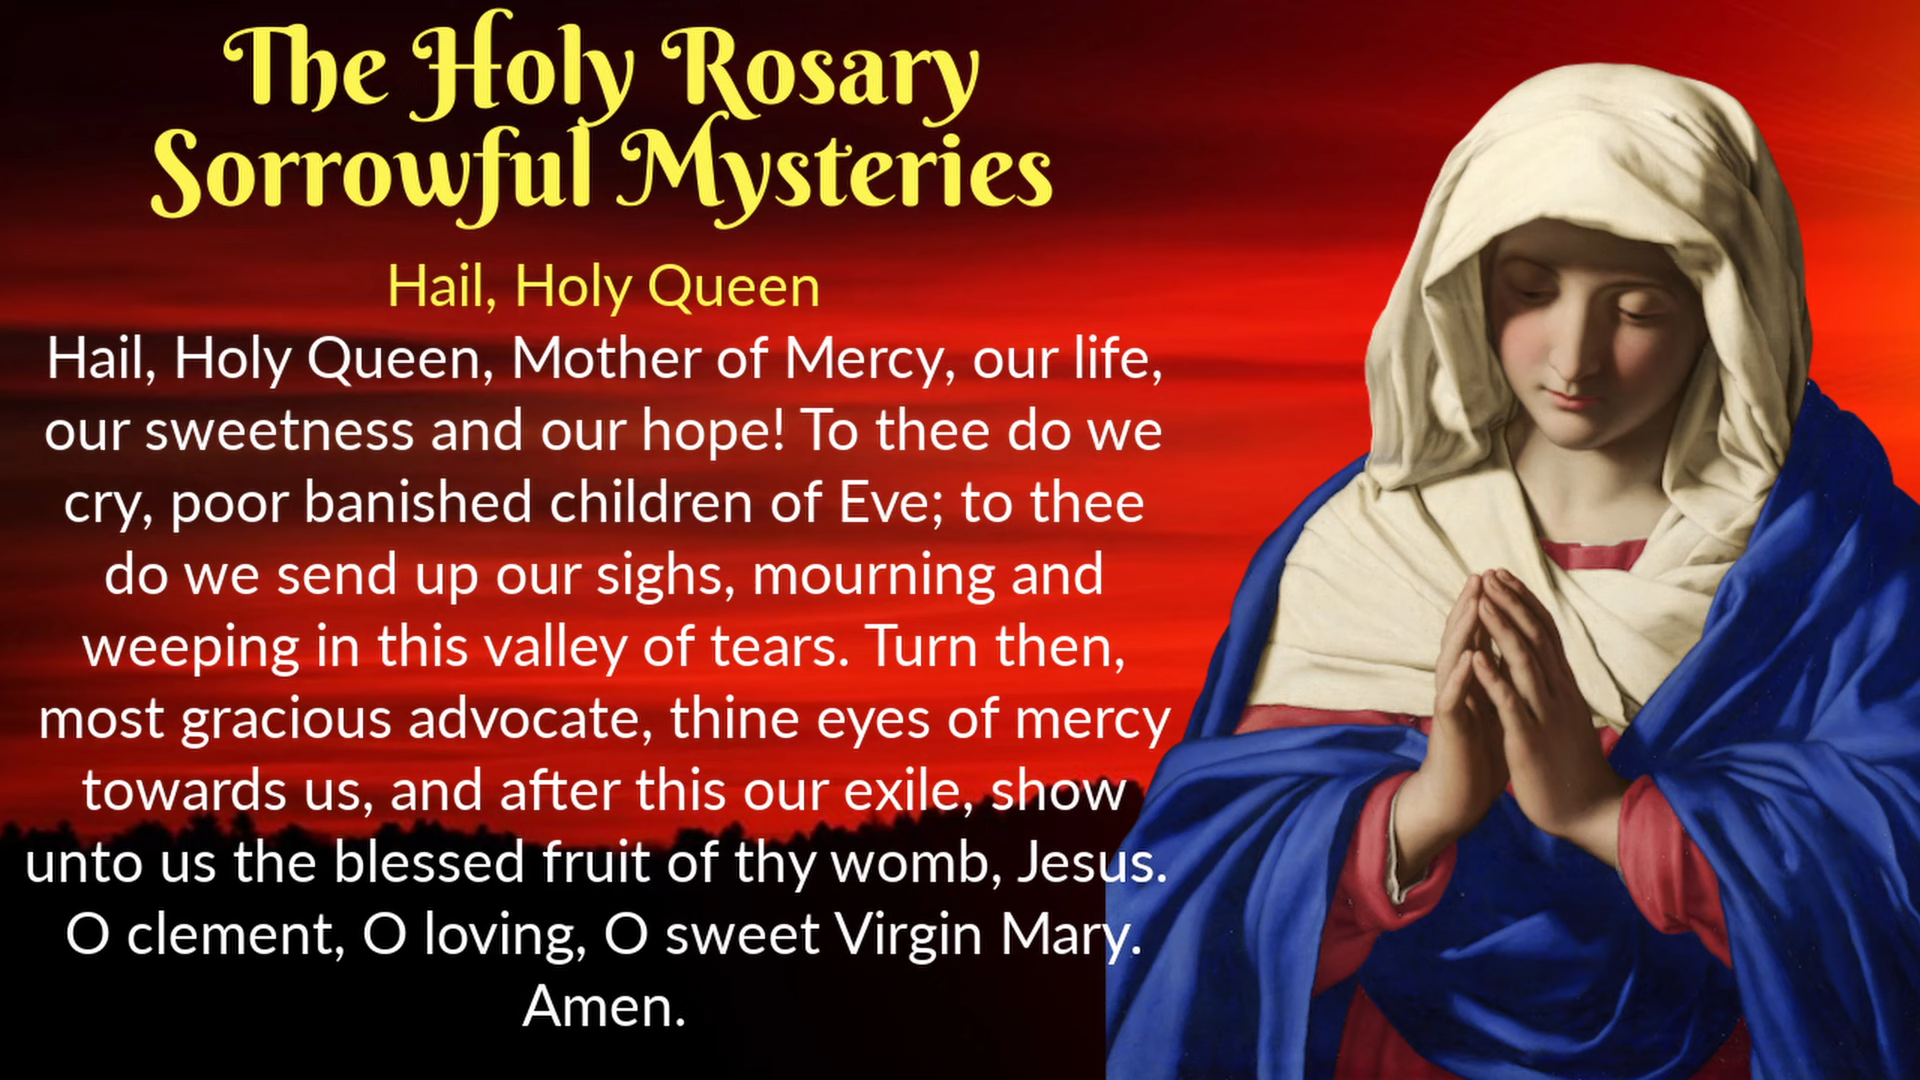 The Holy Rosary
Sorrowful Mysteries
Hail, Holy Queen
Hail, Holy Queen, Mother of Mercy, our life,
our sweetness and our hope! To thee do we
cry, poor banished children of Eve; to thee
do we send up our sighs, mourning and
weeping in this valley of tears. Turn then,
most gracious advocate, thine eyes of mercy
towards us, and after this our exile, show
unto us the blessed fruit of thy womb, Jesus.
O clement, O loving, O sweet Virgin Mary.
Amen.